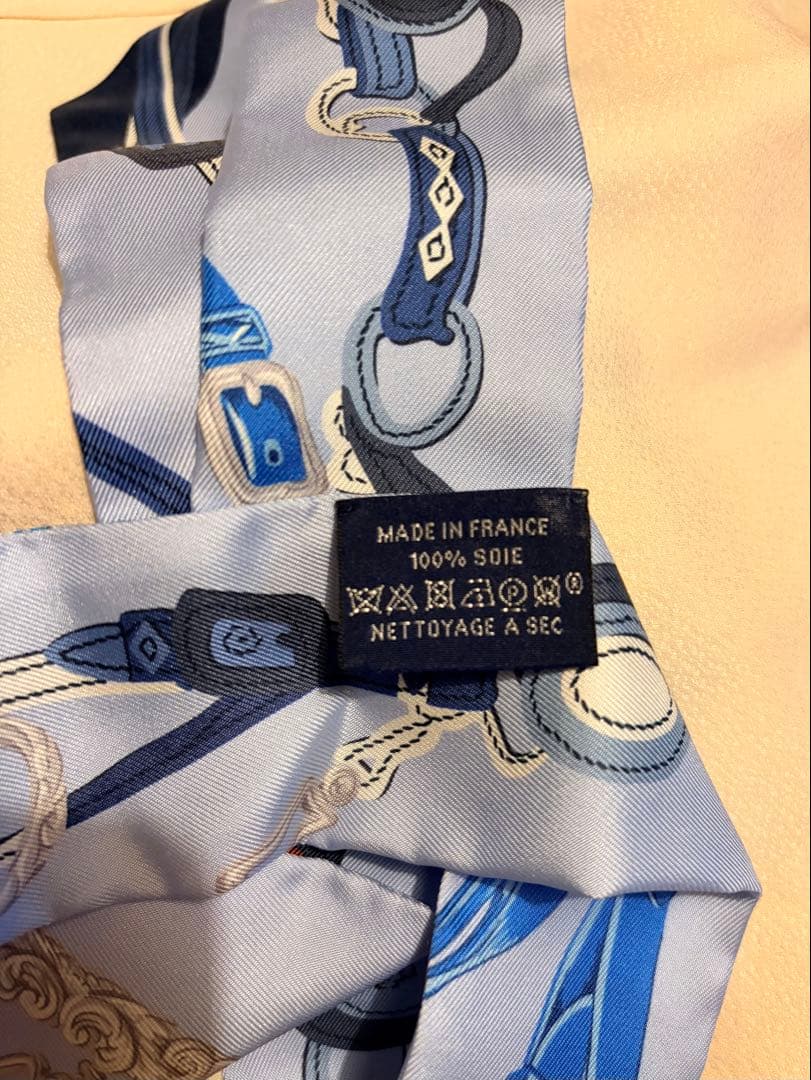 MADE IN FRANCE
100% SOIE
P ®
NETTOYAGE A SEC